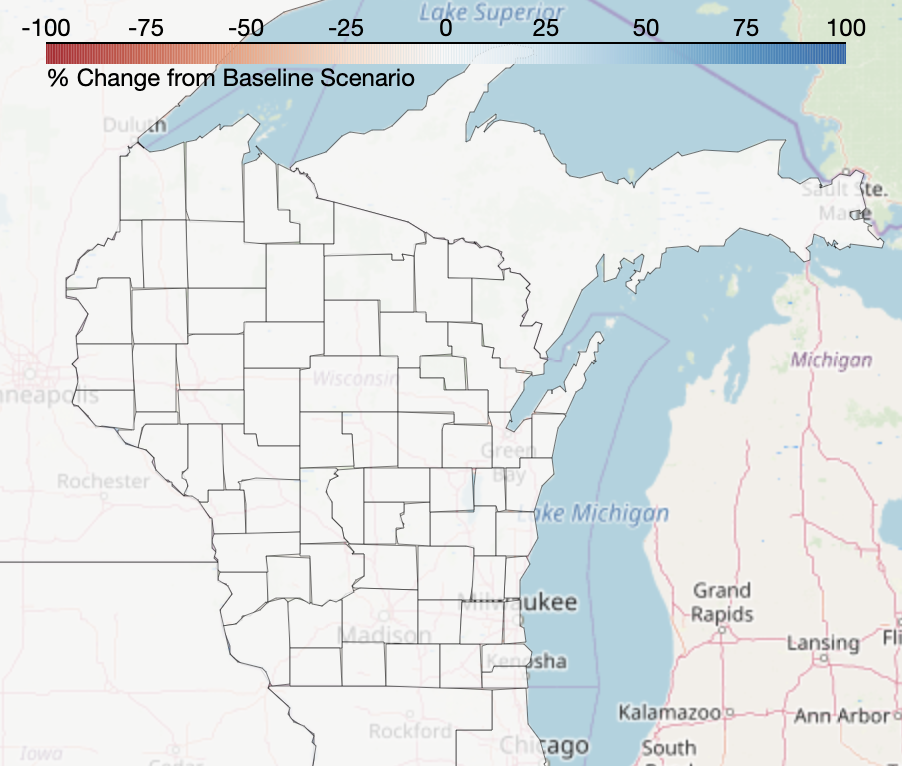 Lake Superior
-100 -75 -50 -25 0 25 50 75 100
% Change from Baseline Scenario
Duluth
Sault Ste.
Marie
Michigan
Wisconsin
Minneapolis
Green
Bay
Rochester
Lake Michigan
Grand
Rapids
Milwaukee
Madison
Lansing
Kenosha
Kalamazoo
Ann Arbor
Rockford
Chicago
South
Iowa